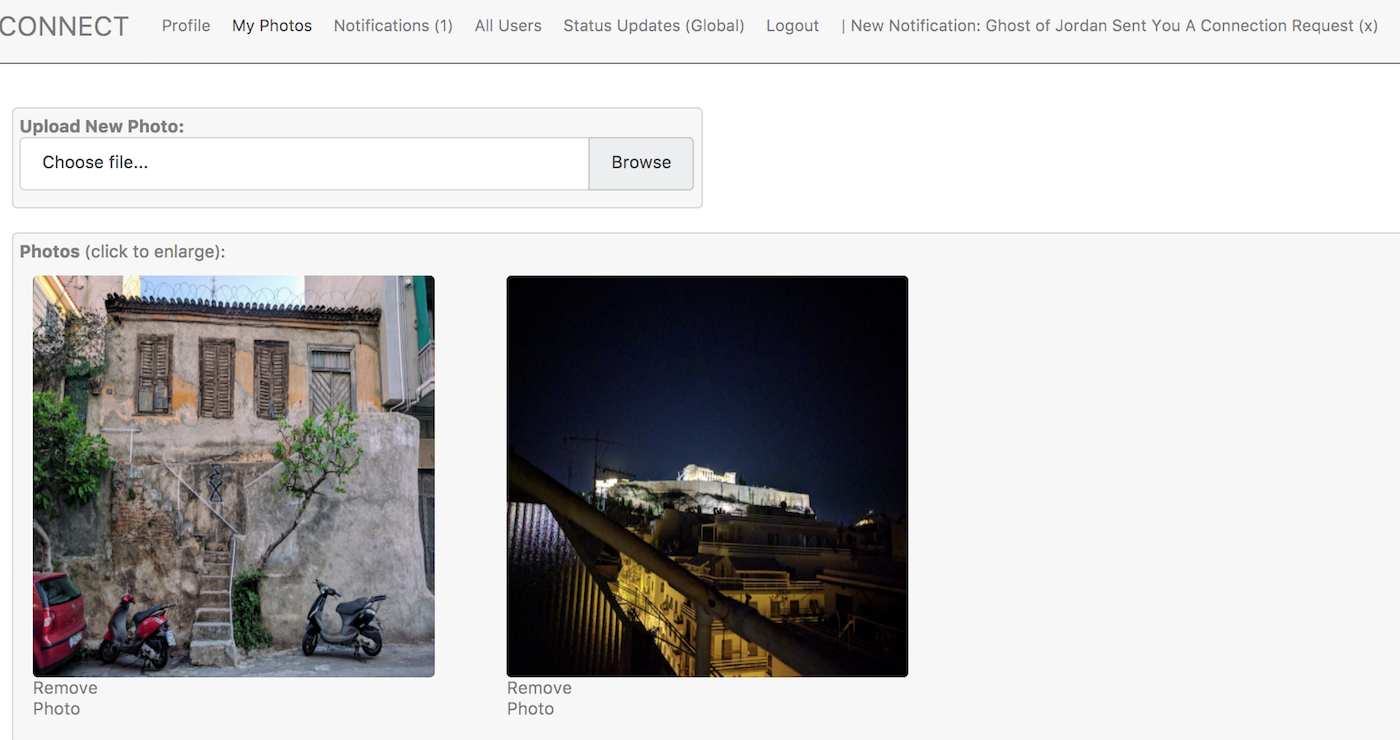 CONNECT Profile My Photos Notifications (1) All Users Status Updates (Global) Logout | New Notification: Ghost of Jordan Sent You A Connection Request (x)
Upload New Photo:
Choose file... Browse
Photos (click to enlarge):
Remove Remove
Photo Photo